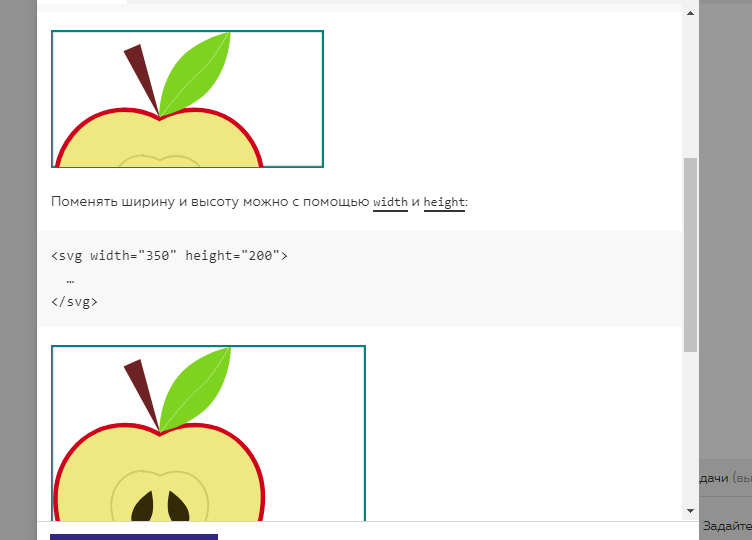 Поменять ширину и высоту можно с помощью width и height:
<svg width="350" height="200">
…
</svg>
дачи (вы
Задайте